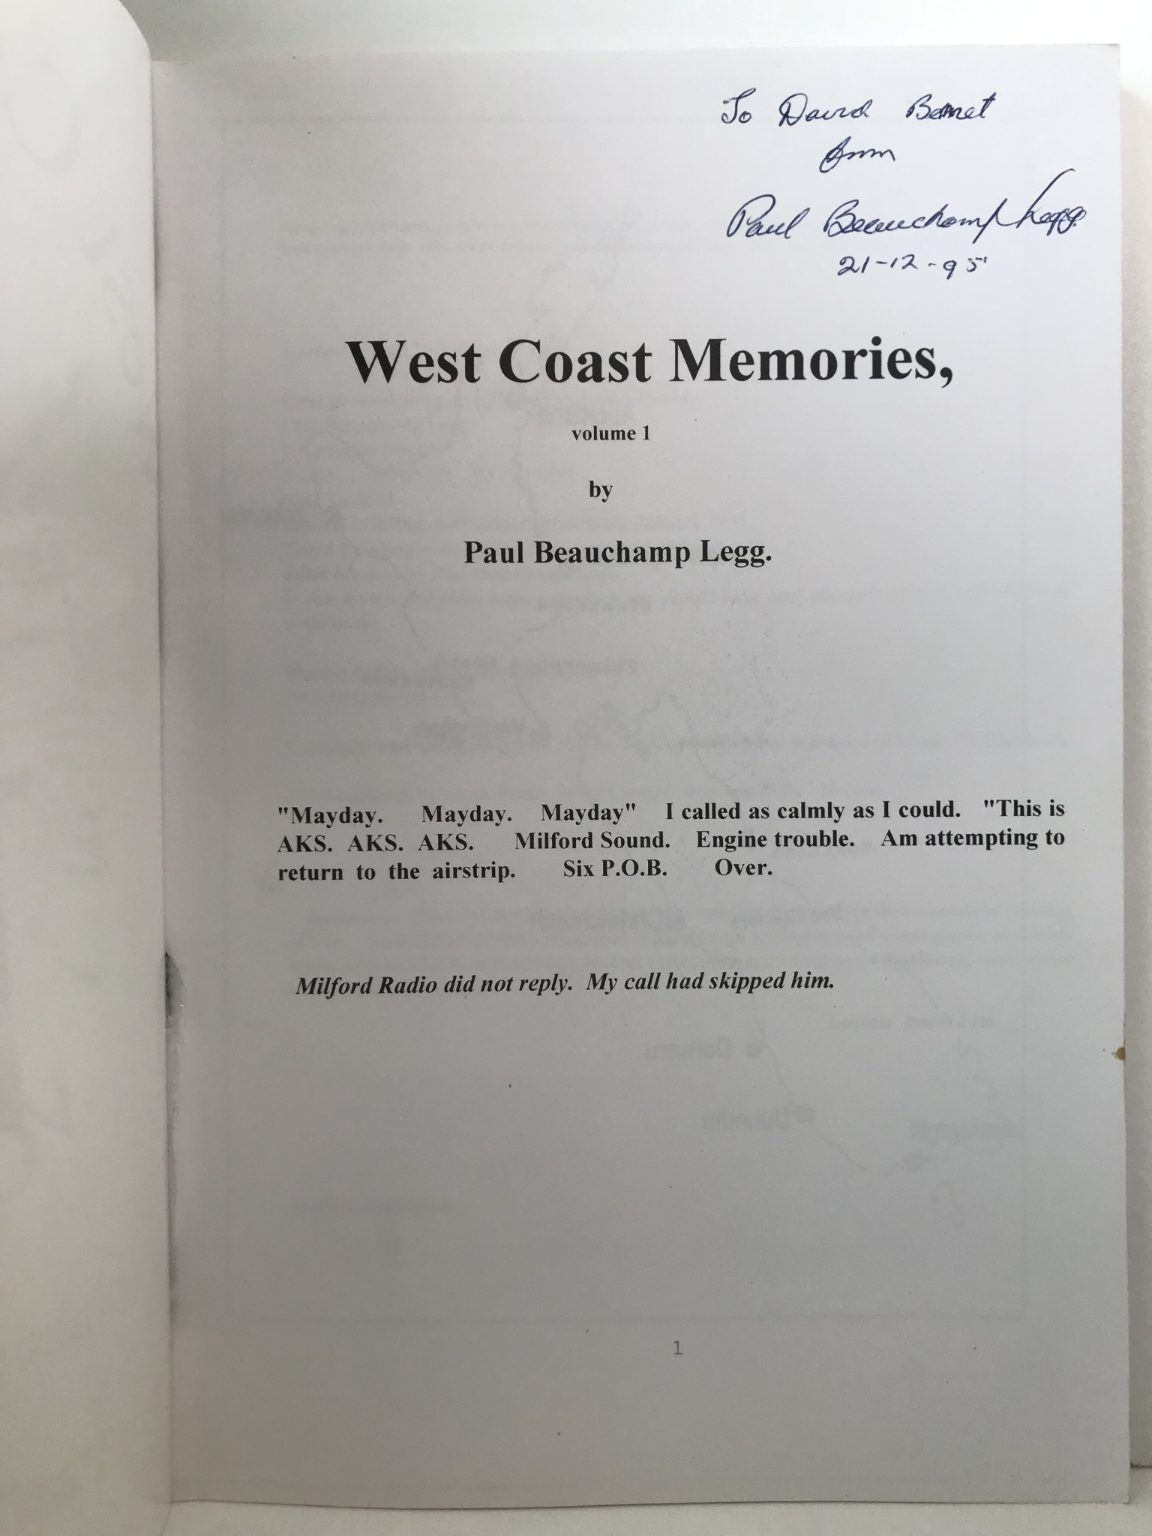 To David
from
Paul Beauchamp Legg.
21-12-95
West Coast Memories,
volume 1
by
Paul Beauchamp Legg.
"Mayday. Mayday. Mayday" I called as calmly as I could. "This is
AKS. AKS. AKS. Milford Sound. Engine trouble. Am attempting to
return to the airstrip. Six P.O.B. Over.
Milford Radio did not reply. My call had skipped him.
1